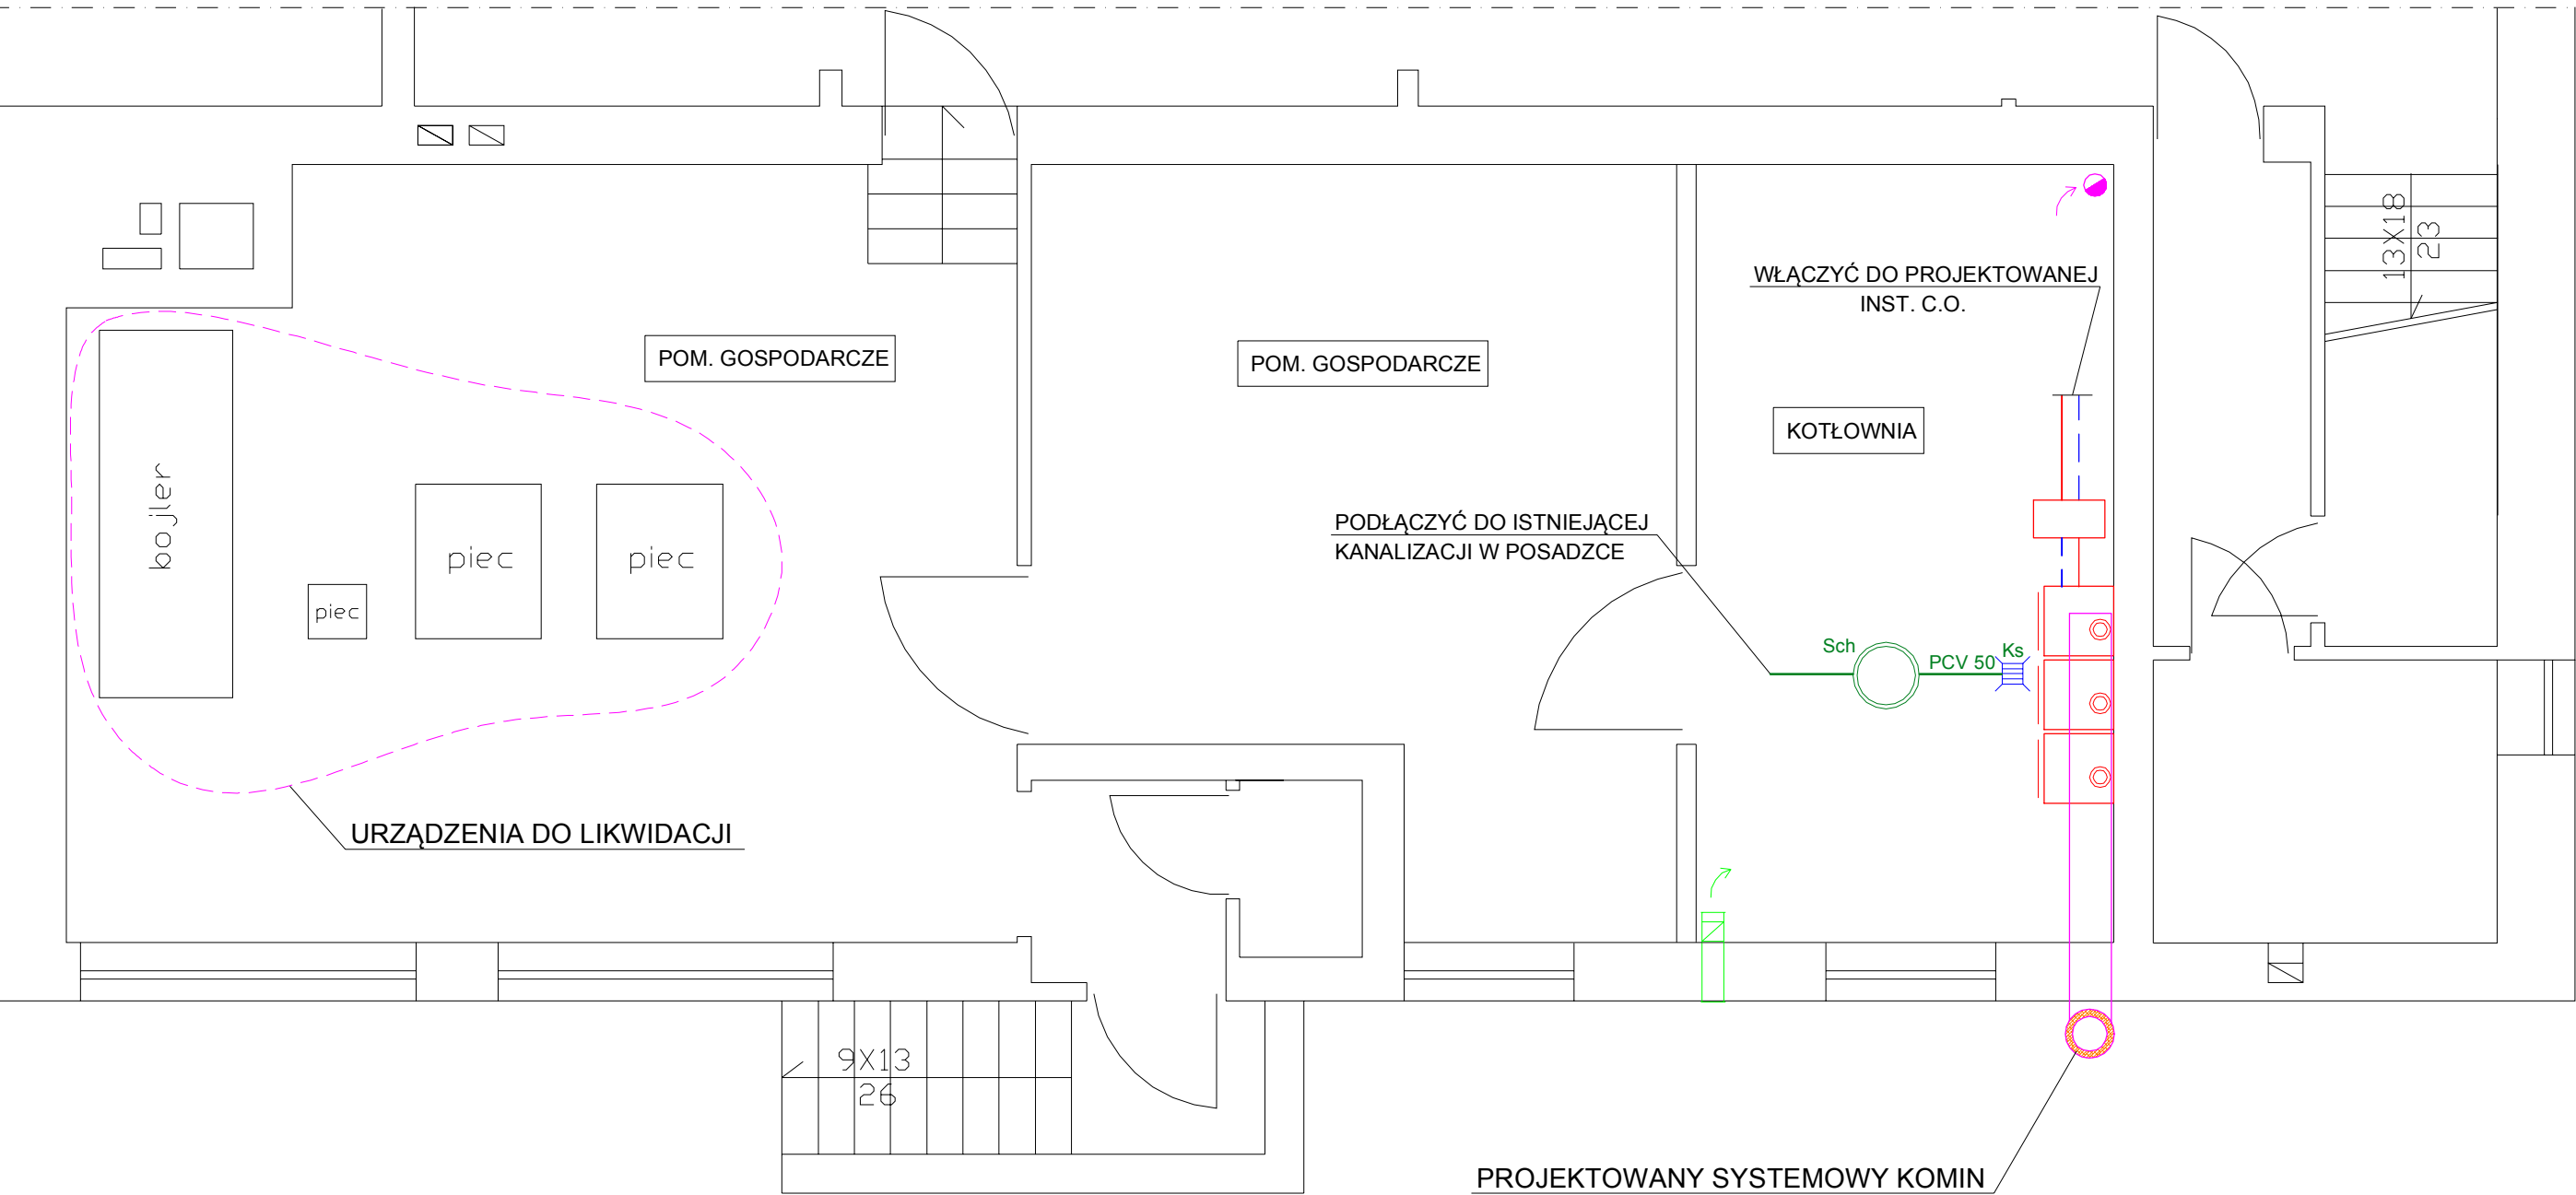 13X18
23
WŁĄCZYĆ DO PROJEKTOWANEJ
INST. C.O.
POM. GOSPODARCZE
POM. GOSPODARCZE
KOTŁOWNIA
bojler
piec
piec
piec
PODŁĄCZYĆ DO ISTNIEJĄCEJ
KANALIZACJI W POSADZCE
Sch
PCV 50
Ks
URZĄDZENIA DO LIKWIDACJI
9X13
26
PROJEKTOWANY SYSTEMOWY KOMIN